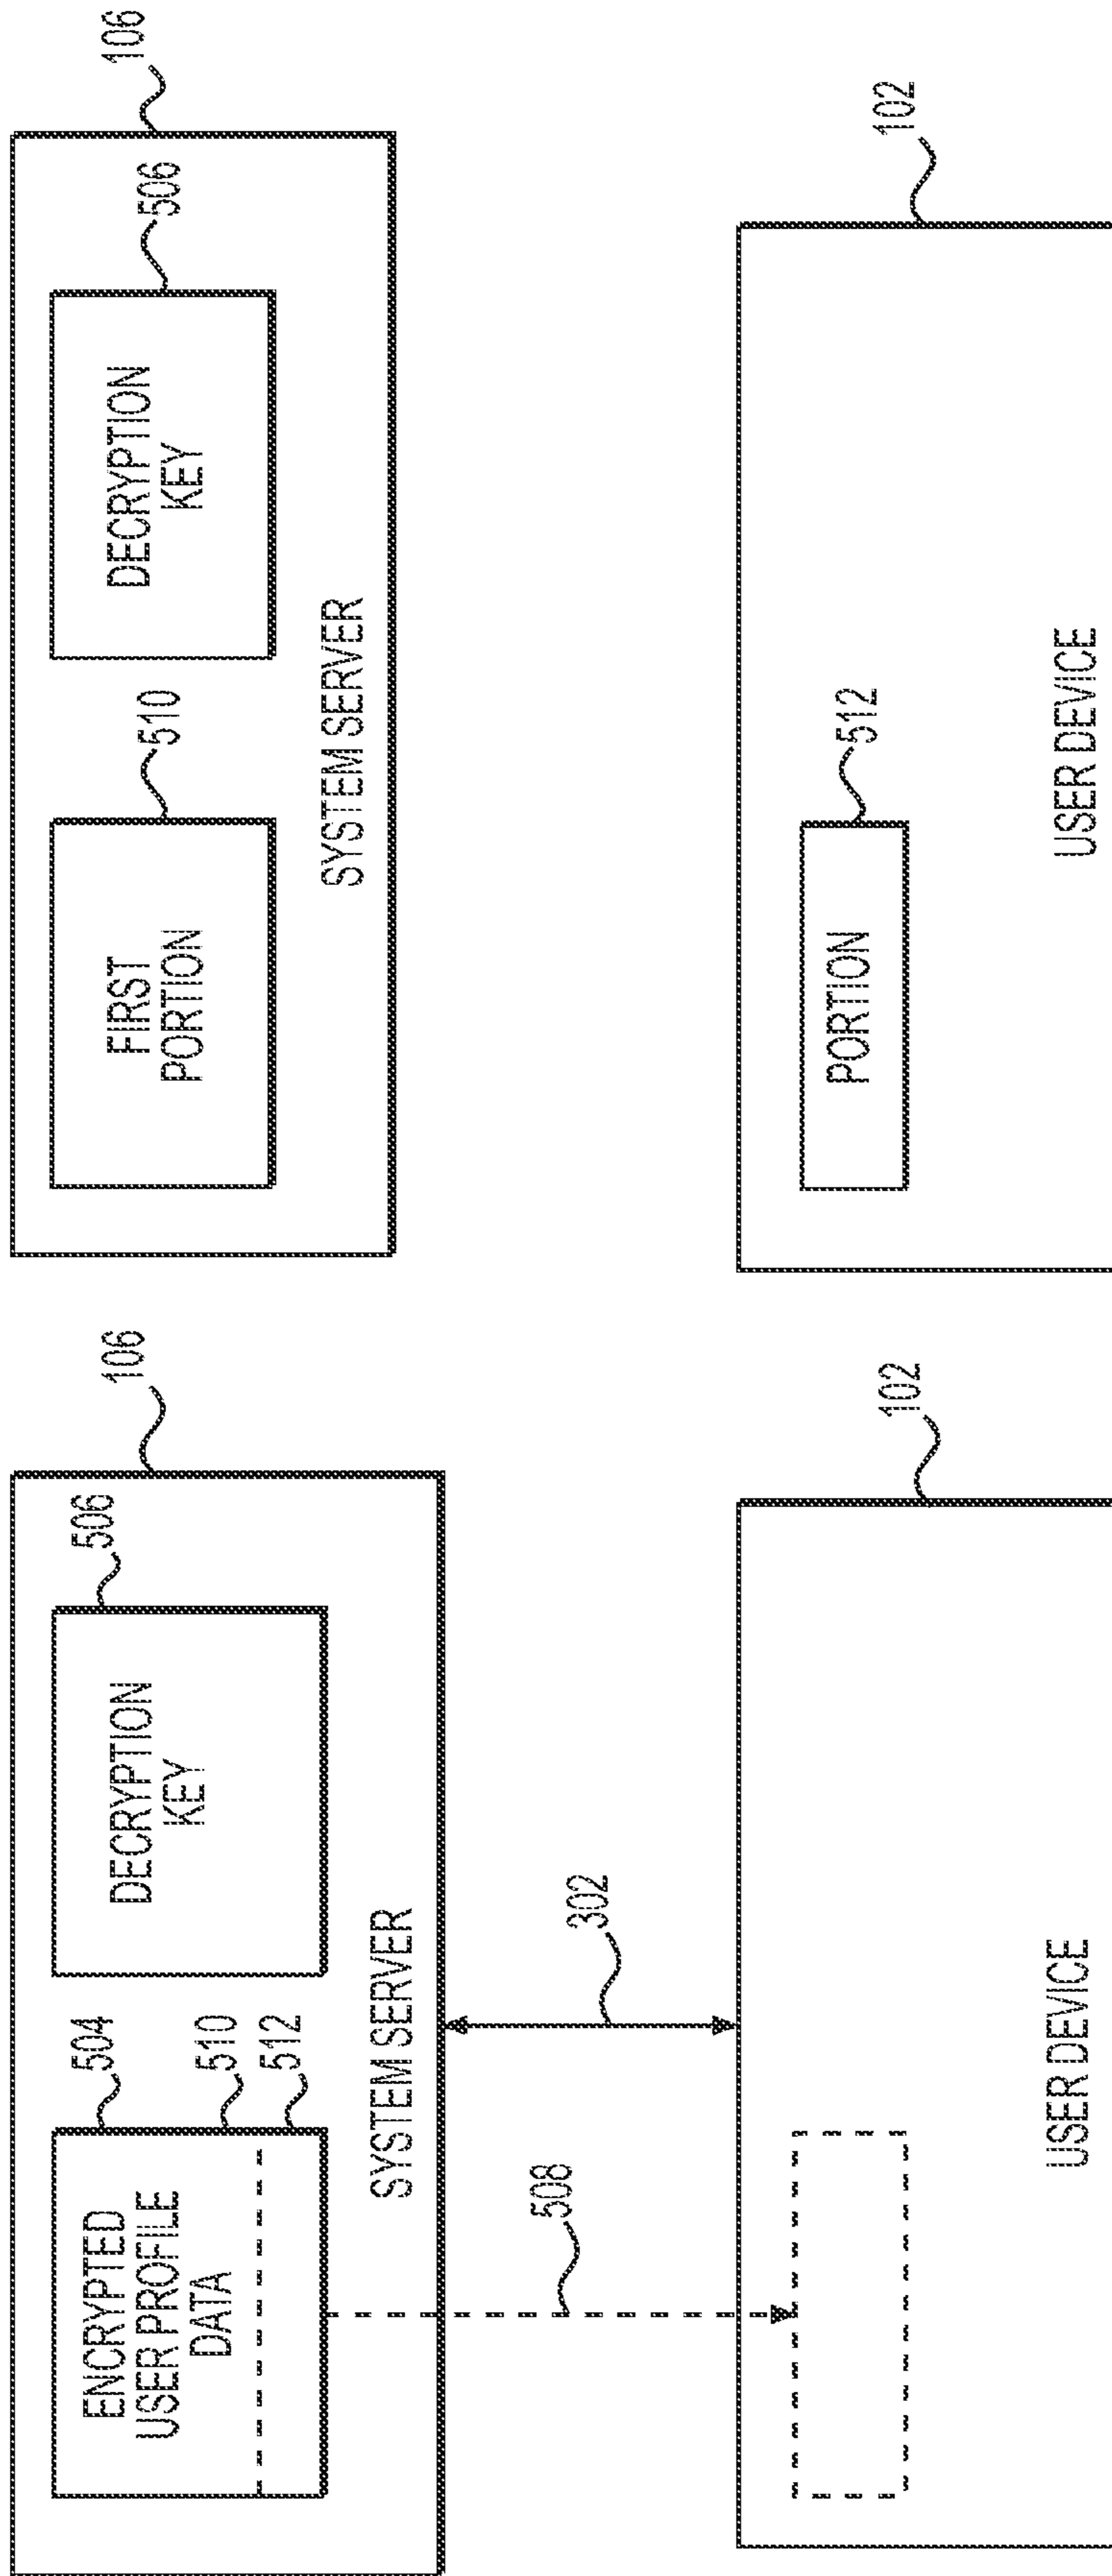 106
504
ENCRYPTED
USER PROFILE
DATA
510
512
506
DECRYPTION
KEY
SYSTEM SERVER
508
302
102
USER DEVICE
106
510
FIRST
PORTION
506
DECRYPTION
KEY
SYSTEM SERVER
102
512
PORTION
USER DEVICE